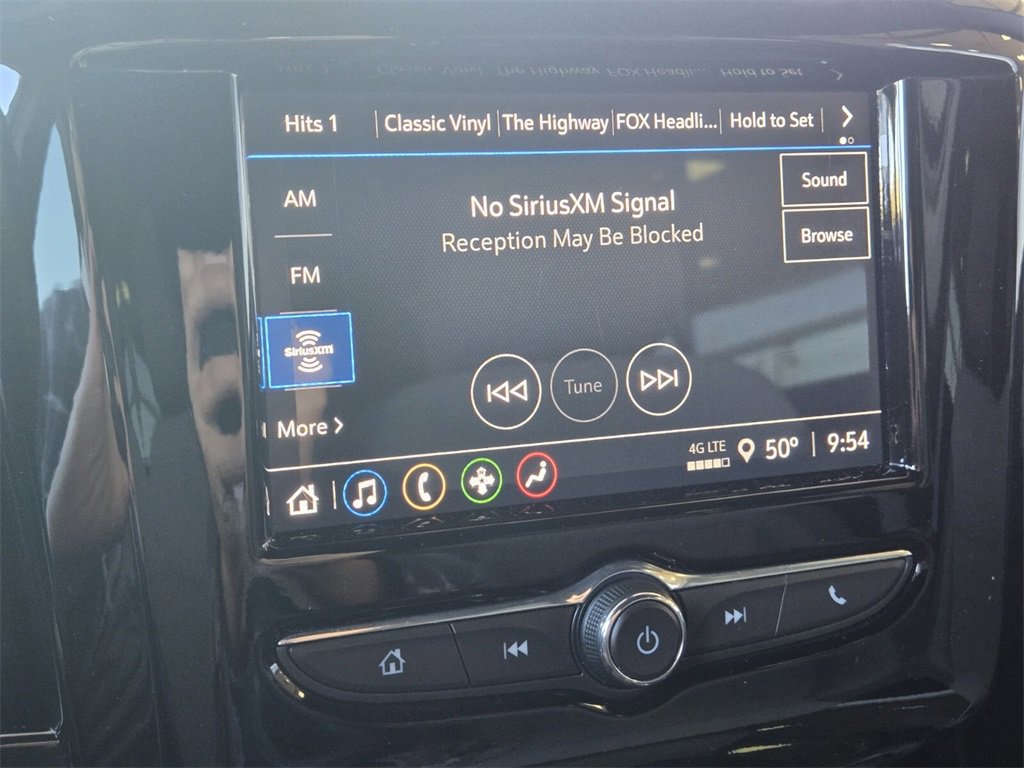 Hits 1 Classic Vinyl The Highway FOX Headli... Hold to Set
AM
No SiriusXM Signal
Reception May Be Blocked
Sound
Browse
FM
SiriusXM
Tune
More
4G LTE 50° 9:54